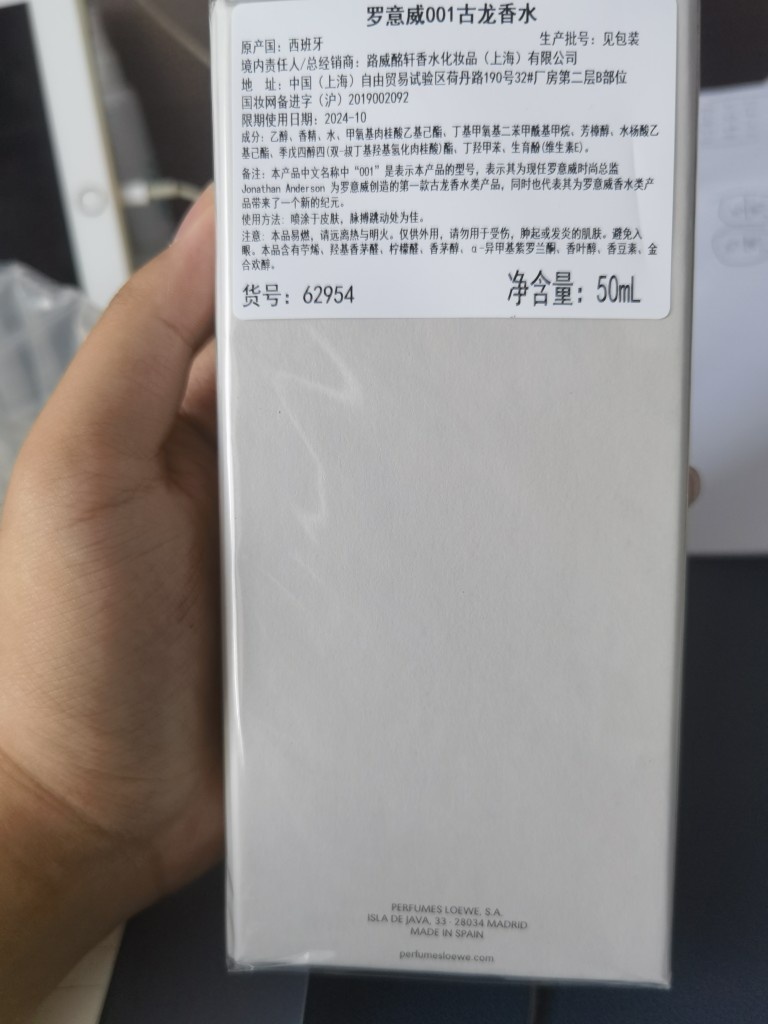 罗意威001古龙香水
原产国：西班牙 生产批号：见包装
境内责任人/总经销商：路威酩轩香水化妆品（上海）有限公司
地 址：中国（上海）自由贸易试验区荷丹路190号32#厂房第二层B部位
国妆网备进字（沪）2019002092
限期使用日期：2024-10
成分：乙醇、香精、水、甲氧基肉桂酸乙基己酯、丁基甲氧基二苯甲酰基甲烷、芳樟醇、水杨酸乙
基己酯、季戊四醇四(双-叔丁基羟基氢化肉桂酸)酯、丁羟甲苯、生育酚(维生素E)。
备注：本产品中文名称中“001”是表示本产品的型号，表示其为现任罗意威时尚总监
Jonathan Anderson 为罗意威创造的第一款古龙香水类产品，同时也代表其为罗意威香水类产
品带来了一个新的纪元。
使用方法：喷涂于皮肤，脉搏跳动处为佳。
注意：本品易燃，请远离热与明火。仅供外用，请勿用于受伤，肿起或发炎的肌肤。避免入
眼。本品含有苧烯、羟基香茅醛、柠檬醛、香茅醇、α-异甲基紫罗兰酮、香叶醇、香豆素、金
合欢醇。
货号：62954 净含量：50mL
PERFUMES LOEWE, S.A.
ISLA DE JAVA, 33 · 28034 MADRID
MADE IN SPAIN
perfumesloewe.com